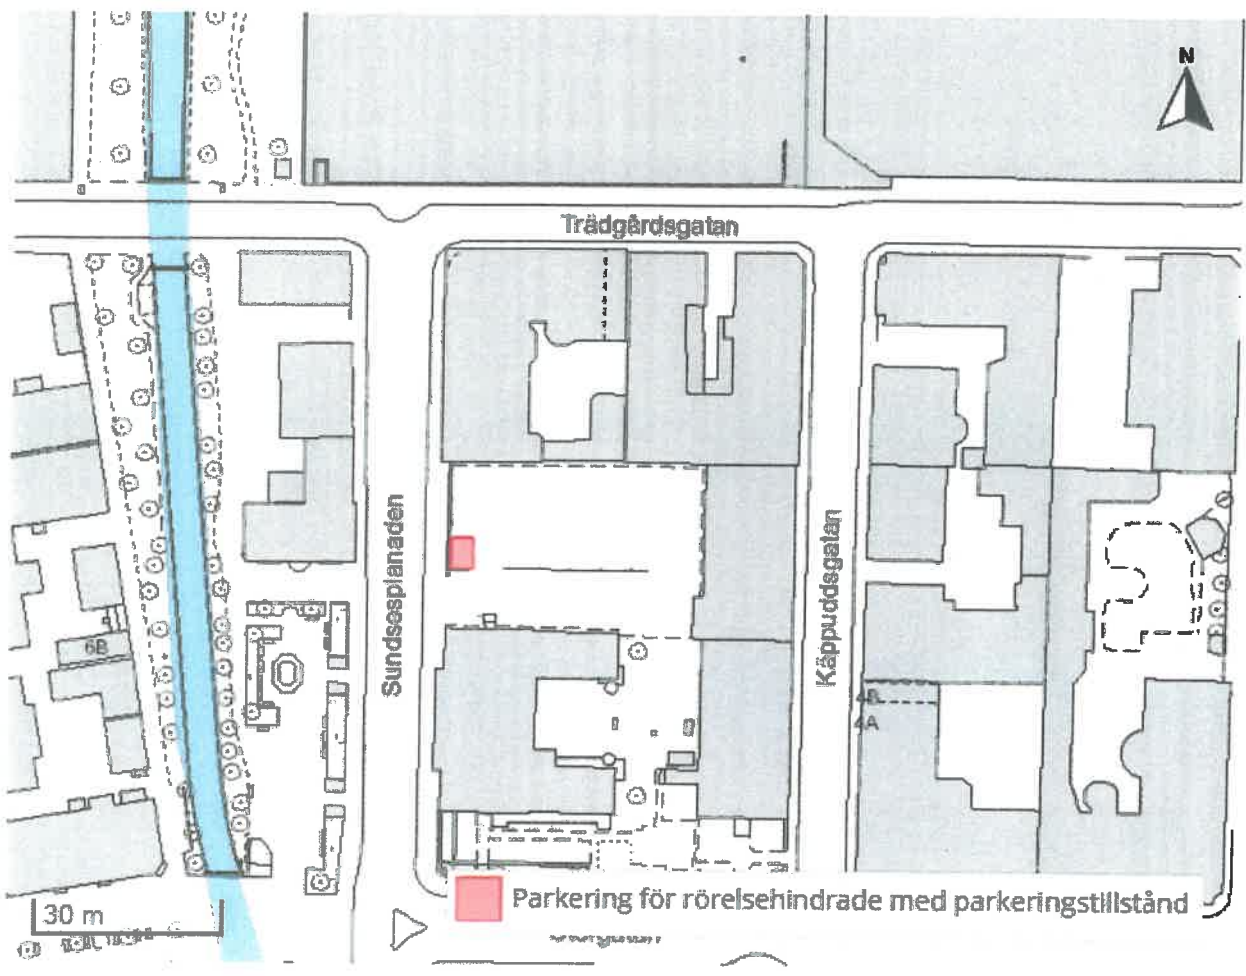 N
Trädgårdsgatan
Sundsesplanaden
Käppuddsgatan
6B
4B
4A
Parkering för rörelsehindrade med parkeringstillstånd
30 m